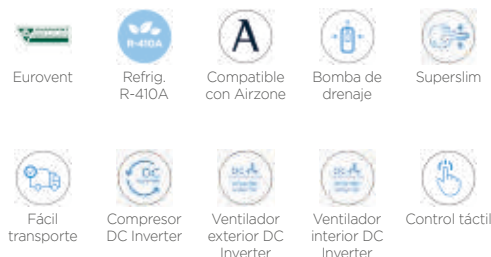 R-410A
A
Eurovent
Refrig.
R-410A
Compatible
con Airzone
Bomba de
drenaje
Superslim
DC
Fácil
transporte
Compresor
DC Inverter
Ventilador
exterior DC
Inverter
Ventilador
interior DC
Inverter
Control táctil